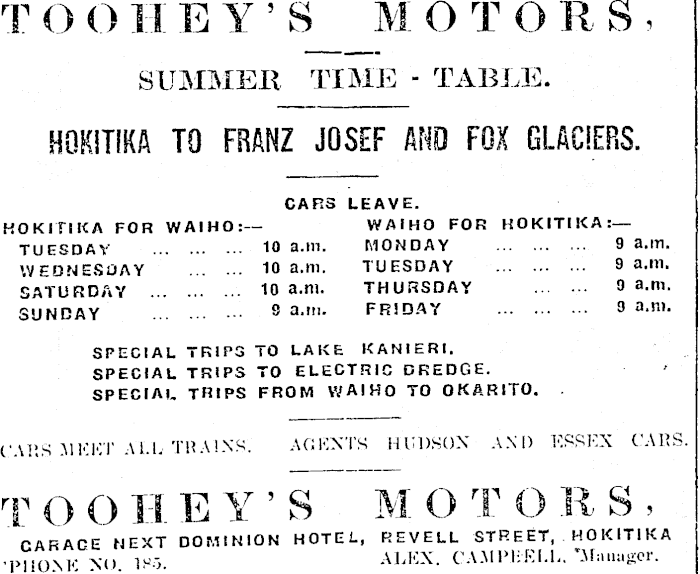 TOOHEY'S MOTORS,
SUMMER TIME - TABLE.
HOKITIKA TO FRANZ JOSEF AND FOX GLACIERS.
CARS LEAVE.
HOKITIKA FOR WAIHO:—
TUESDAY ... ... ... 10 a.m.
WEDNESDAY ... ... 10 a.m.
SATURDAY ... ... ... 10 a.m.
SUNDAY ... ... ... 9 a.m.
WAIHO FOR HOKITIKA:—
MONDAY ... ... ... 9 a.m.
TUESDAY ... ... ... 9 a.m.
THURSDAY ... ... 9 a.m.
FRIDAY ... ... ... 9 a.m.
SPECIAL TRIPS TO LAKE KANIERI.
SPECIAL TRIPS TO ELECTRIC DREDGE.
SPECIAL TRIPS FROM WAIHO TO OKARITO.
CARS MEET ALL TRAINS. AGENTS HUDSON AND ESSEX CARS.
TOOHEY'S MOTORS,
GARAGE NEXT DOMINION HOTEL, REVELL STREET, HOKITIKA
'PHONE NO. 185. ALEX. CAMPBELL, Manager.